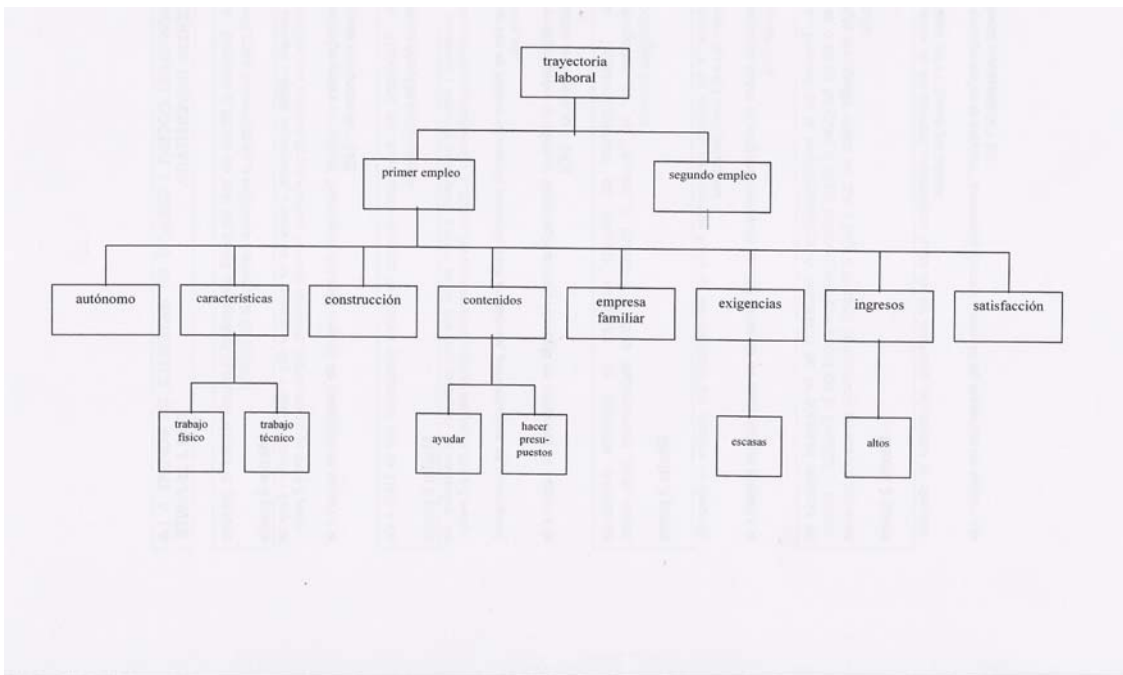 trayectoria
laboral
primer empleo
segundo empleo
autónomo
características
construcción
contenidos
empresa
familiar
exigencias
ingresos
satisfacción
trabajo
físico
trabajo
técnico
ayudar
hacer
presu-
puestos
escasas
altos